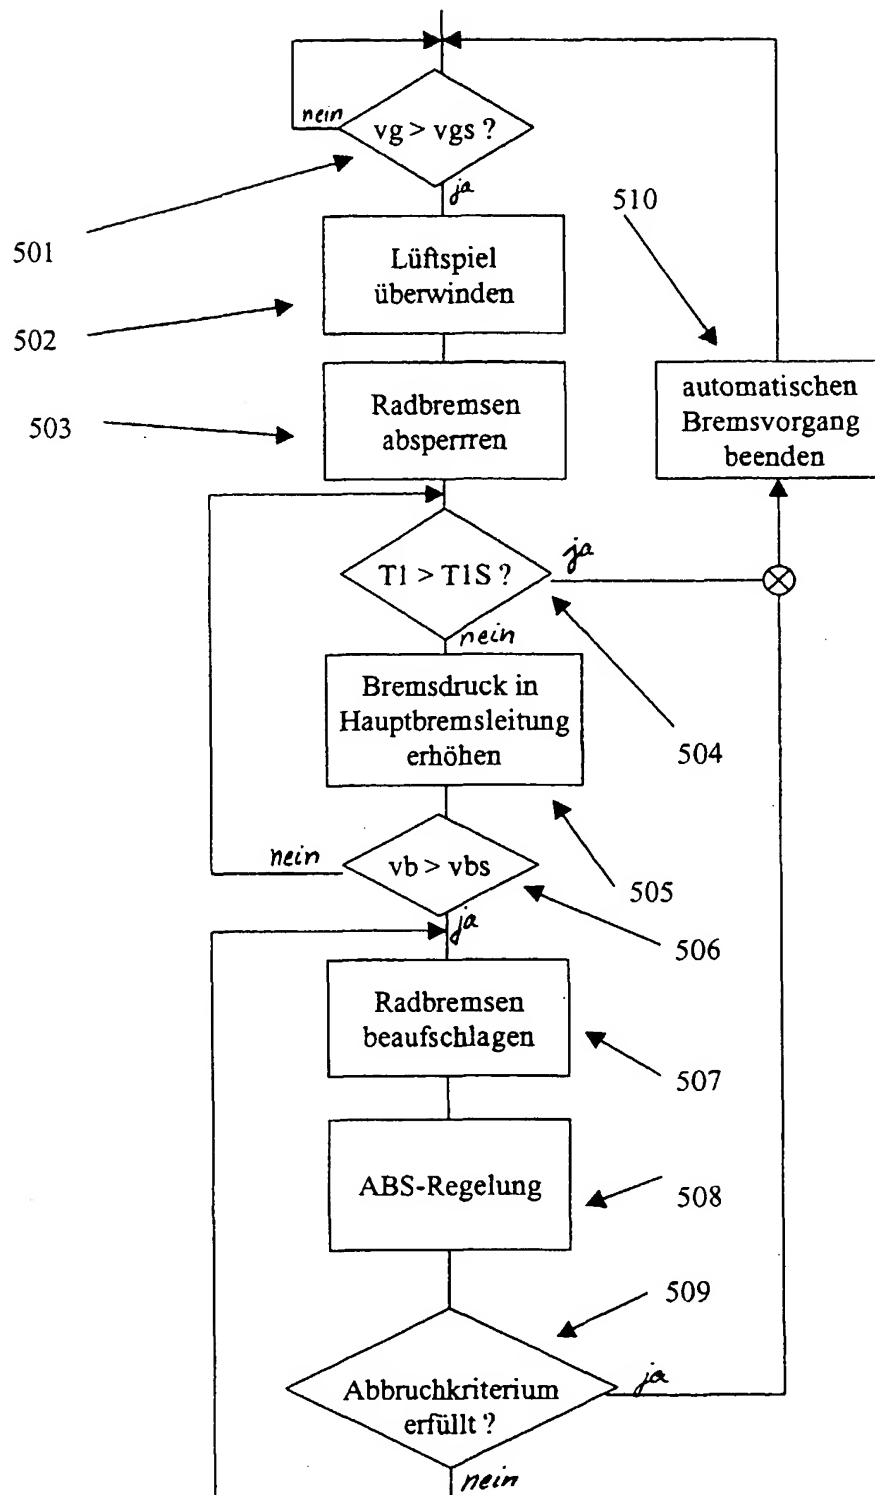 nein
vg > vgs ?
ja
510
501
Lüftspiel
überwinden
502
503
Radbremsen
absperrren
automatischen
Bremsvorgang
beenden
T1 > T1S ?
ja
nein
Bremsdruck in
Hauptbremsleitung
erhöhen
504
nein
vb > vbs
505
ja
506
Radbremsen
beaufschlagen
507
ABS-Regelung
508
509
Abbruchkriterium
erfüllt ?
ja
nein